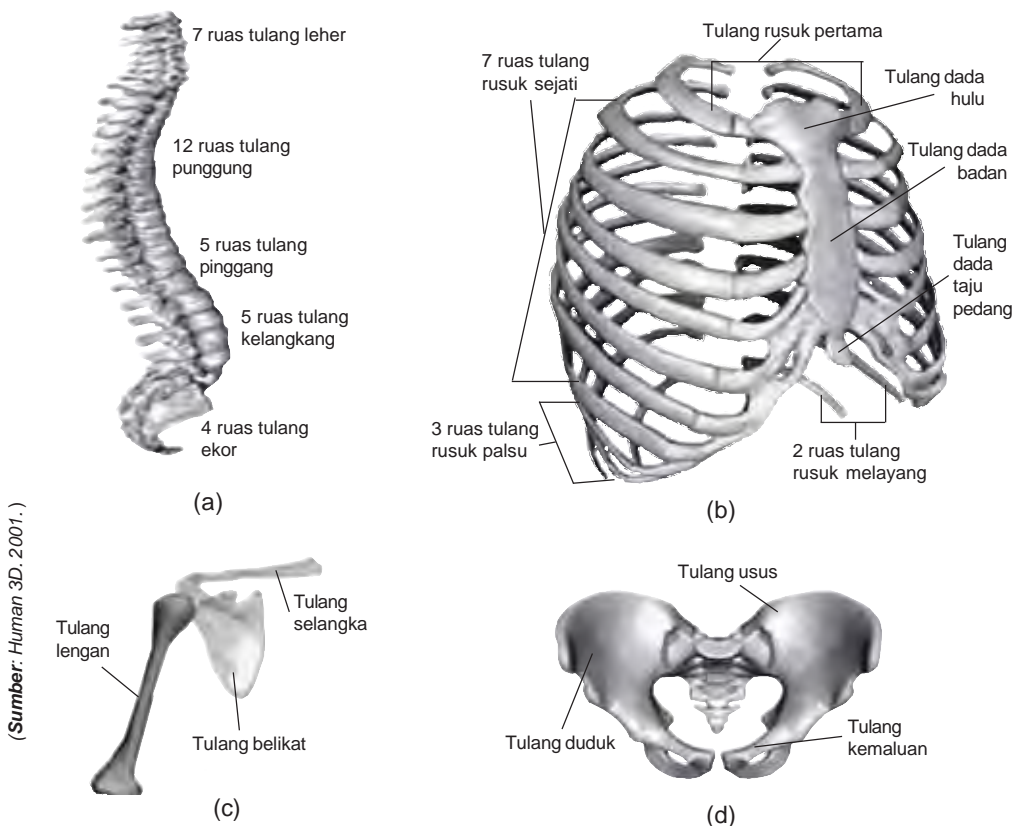 7 ruas tulang leher
12 ruas tulang
punggung
5 ruas tulang
pinggang
5 ruas tulang
kelangkang
4 ruas tulang
ekor
(a)
Tulang rusuk pertama
7 ruas tulang
rusuk sejati
Tulang dada
hulu
Tulang dada
badan
Tulang
dada
taju
pedang
3 ruas tulang
rusuk palsu
2 ruas tulang
rusuk melayang
(b)
(Sumber: Human 3D. 2001.)
Tulang
selangka
Tulang
lengan
Tulang belikat
(c)
Tulang usus
Tulang duduk
Tulang
kemaluan
(d)